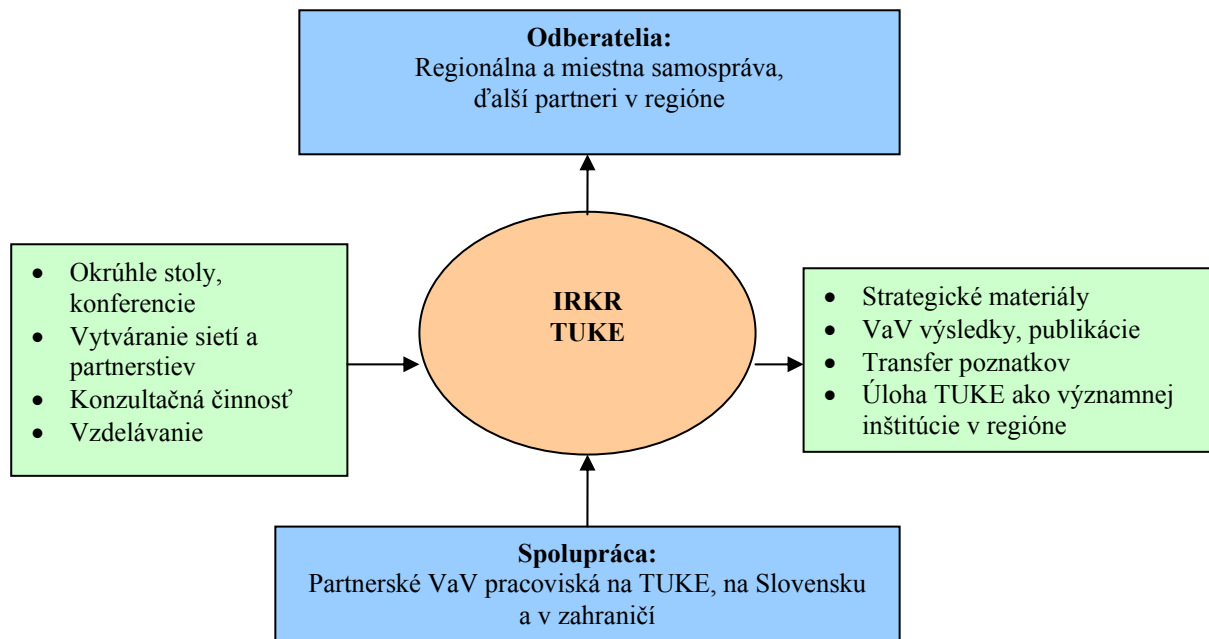 Odberatelia:
Regionálna a miestna samospráva,
ďalší partneri v regióne
• Okrúhle stoly,
konferencie
• Vytváranie sietí a
partnerstiev
• Konzultačná činnosť
• Vzdelávanie
IRKR
TUKE
• Strategické materiály
• VaV výsledky, publikácie
• Transfer poznatkov
• Úloha TUKE ako významnej
inštitúcie v regióne
Spolupráca:
Partnerské VaV pracoviská na TUKE, na Slovensku
a v zahraničí